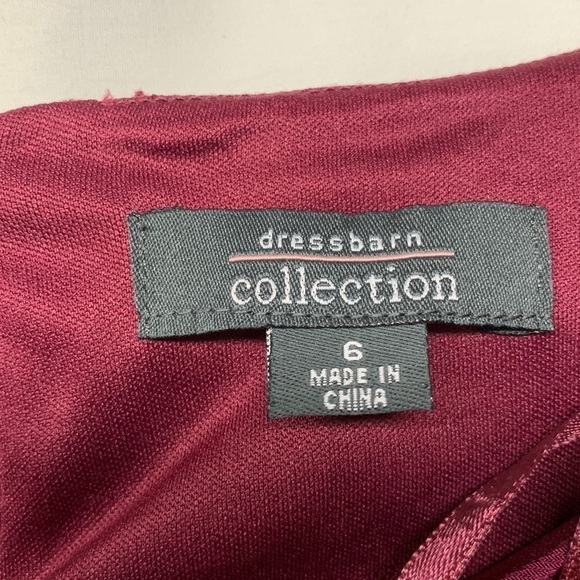 dressbarn
collection
6
MADE IN
CHINA